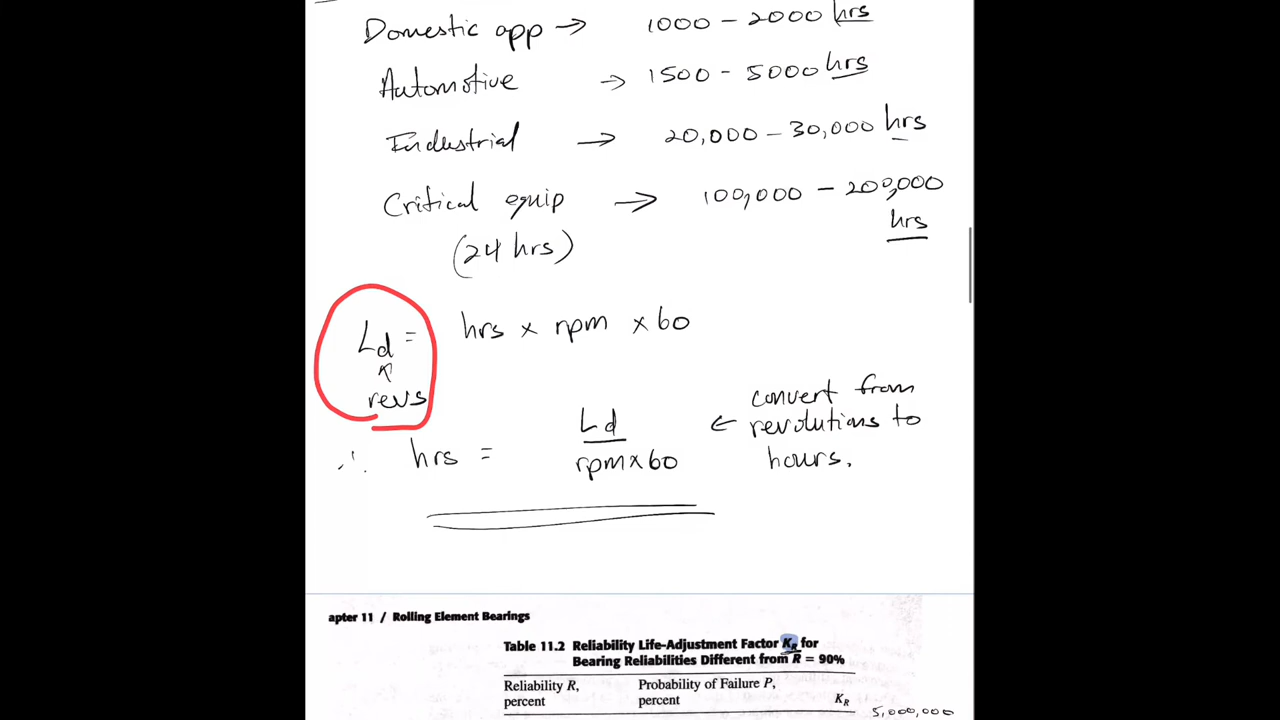 Domestic app → 1000 – 2000 hrs
Automotive → 1500 – 5000 hrs
Industrial → 20,000 – 30,000 hrs
Critical equip → 100,000 – 200,000
(24 hrs) hrs
Ld = hrs × rpm × 60
revs
∴ hrs = Ld
rpm×60
← convert from
revolutions to
hours.
apter 11 / Rolling Element Bearings
Table 11.2 Reliability Life-Adjustment Factor KR for
Bearing Reliabilities Different from R = 90%
Reliability R, Probability of Failure P,
percent percent KR
5,000,000